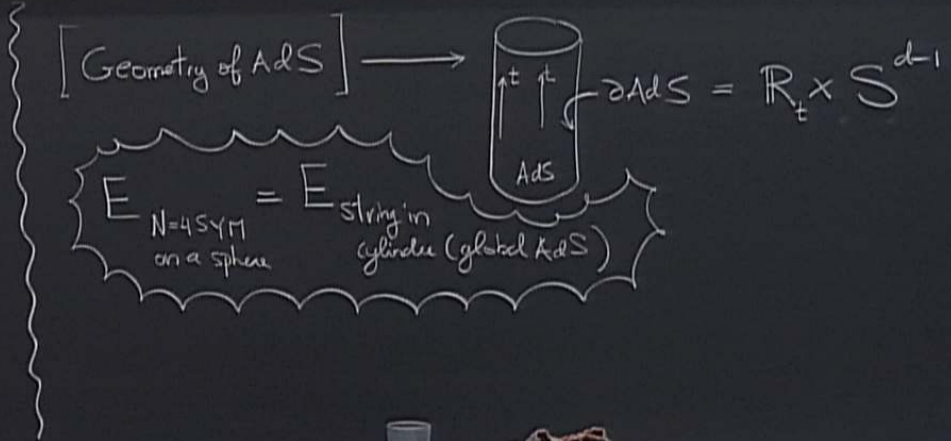 [Geometry of AdS] → t t ∂AdS = ℝ_t × S^{d-1}
AdS
E_{N=4 SYM on a sphere} = E_{string in cylinder (global AdS)}